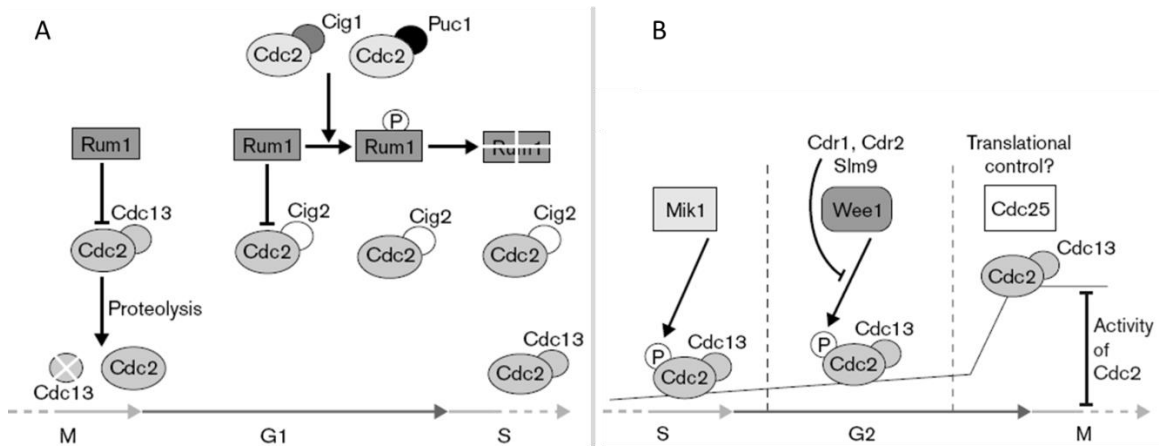 A
Cig1
Cdc2
Puc1
Cdc2
Rum1
Rum1
P
Rum1
Rum1
Cdc13
Cdc2
Cig2
Cdc2
Cig2
Cdc2
Cig2
Cdc2
Proteolysis
Cdc13
Cdc2
Cdc13
Cdc2
M
G1
S
B
Cdr1, Cdr2
Slm9
Translational
control?
Mik1
Wee1
Cdc25
Cdc13
Cdc2
P
Cdc13
Cdc2
P
Cdc13
Cdc2
Activity
of
Cdc2
S
G2
M